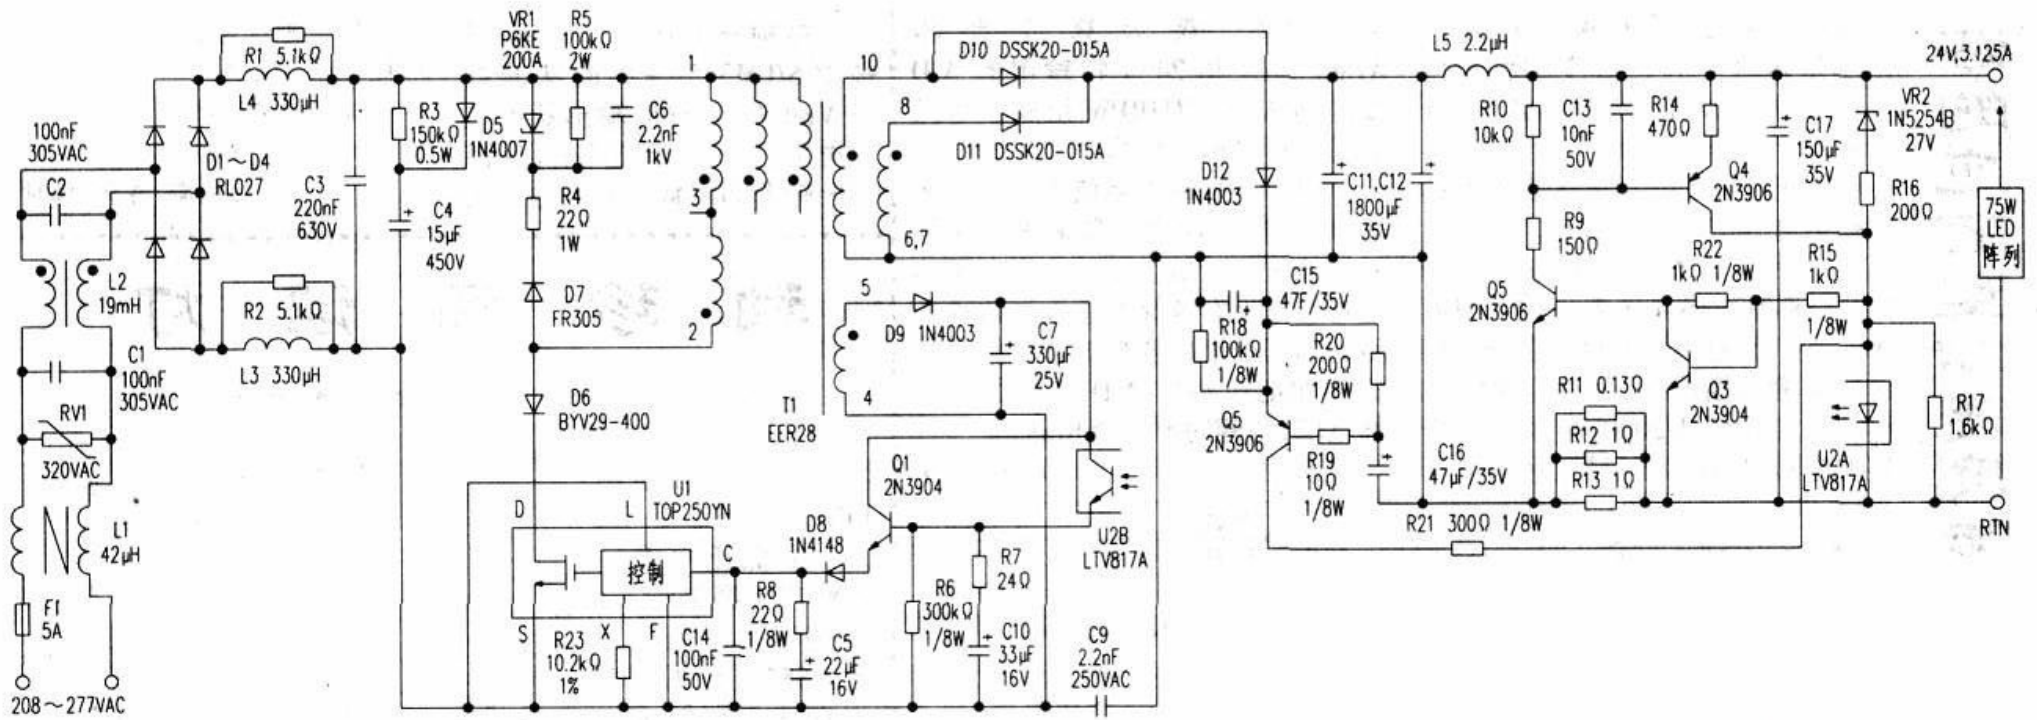 R1 5.1kΩ
L4 330μH
100nF
305VAC
C2
D1～D4
RL027
C3
220nF
630V
L2
19mH
R2 5.1kΩ
L3 330μH
C1
100nF
305VAC
RV1
320VAC
L1
42μH
F1
5A
208～277VAC
R3
150kΩ
0.5W
D5
1N4007
C4
15μF
450V
VR1
P6KE
200A
R5
100kΩ
2W
C6
2.2nF
1kV
R4
22Ω
1W
D7
FR305
D6
BYV29-400
1
3
2
T1
EER28
U1
TOP250YN
D
L
控制
C
S
X
F
R23
10.2kΩ
1%
C14
100nF
50V
R8
22Ω
1/8W
C5
22μF
16V
D8
1N4148
Q1
2N3904
R6
300kΩ
1/8W
R7
24Ω
C10
33μF
16V
C9
2.2nF
250VAC
U2B
LTV817A
10
8
6,7
5
4
D10 DSSK20-015A
D11 DSSK20-015A
D9 1N4003
C7
330μF
25V
D12
1N4003
C11,C12
1800μF
35V
C15
47F/35V
R18
100kΩ
1/8W
R20
200Ω
1/8W
Q5
2N3906
R19
10Ω
1/8W
C16
47μF/35V
R21 300Ω 1/8W
L5 2.2μH
R10
10kΩ
C13
10nF
50V
R14
470Ω
Q4
2N3906
R9
150Ω
Q5
2N3906
R22
1kΩ 1/8W
R15
1kΩ
1/8W
Q3
2N3904
R11 0.13Ω
R12 1Ω
R13 1Ω
C17
150μF
35V
VR2
1N5254B
27V
R16
200Ω
R17
1.6kΩ
U2A
LTV817A
24V,3.125A
75W
LED
阵列
RTN